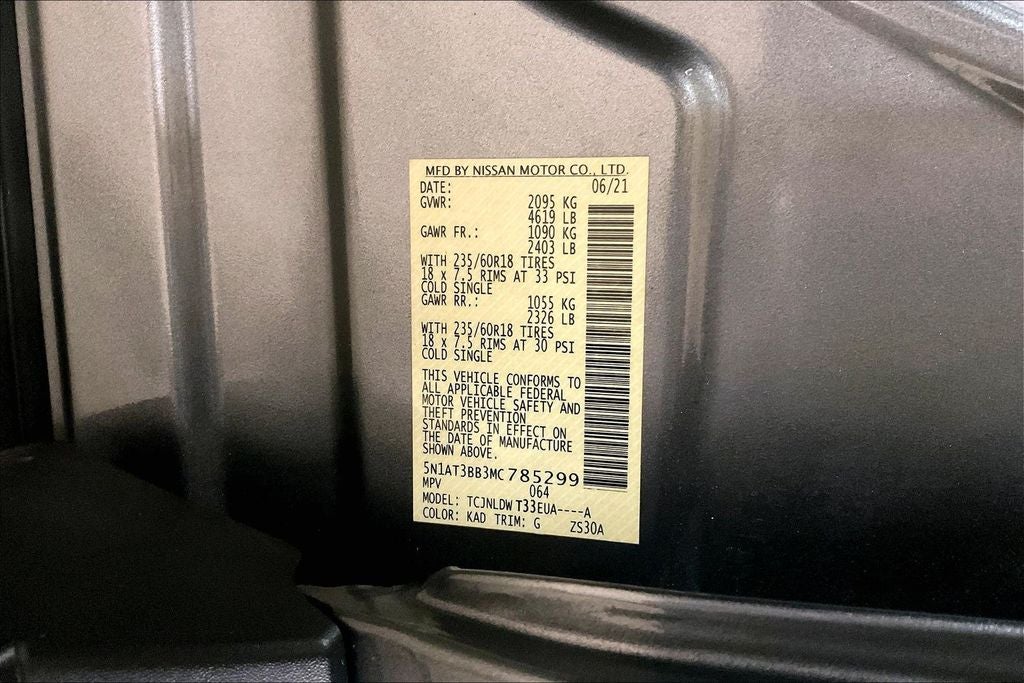 MFD BY NISSAN MOTOR CO., LTD.
DATE: 06/21
GVWR: 2095 KG
4619 LB
GAWR FR.: 1090 KG
2403 LB
WITH 235/60R18 TIRES
18 x 7.5 RIMS AT 33 PSI
COLD SINGLE
GAWR RR.: 1055 KG
2326 LB
WITH 235/60R18 TIRES
18 x 7.5 RIMS AT 30 PSI
COLD SINGLE
THIS VEHICLE CONFORMS TO
ALL APPLICABLE FEDERAL
MOTOR VEHICLE SAFETY AND
THEFT PREVENTION
STANDARDS IN EFFECT ON
THE DATE OF MANUFACTURE
SHOWN ABOVE.
5N1AT3BB3MC785299
MPV 064
MODEL: TCJNLDWT33EUA----A
COLOR: KAD TRIM: G ZS30A